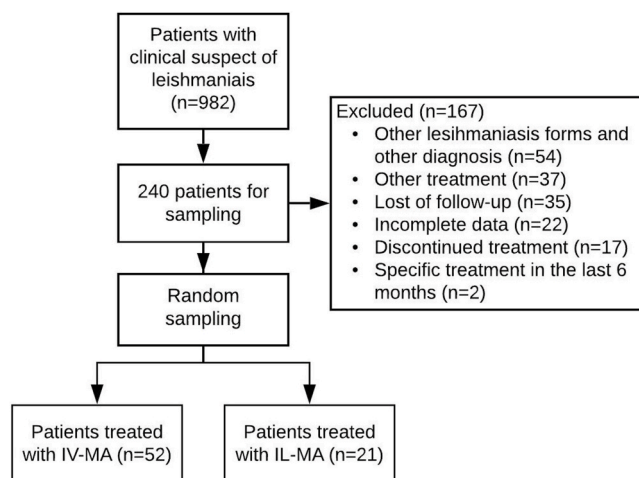 Patients with
clinical suspect of
leishmaniais
(n=982)
240 patients for
sampling
Excluded (n=167)
• Other lesihmaniasis forms and
other diagnosis (n=54)
• Other treatment (n=37)
• Lost of follow-up (n=35)
• Incomplete data (n=22)
• Discontinued treatment (n=17)
• Specific treatment in the last 6
months (n=2)
Random
sampling
Patients treated
with IV-MA (n=52)
Patients treated
with IL-MA (n=21)